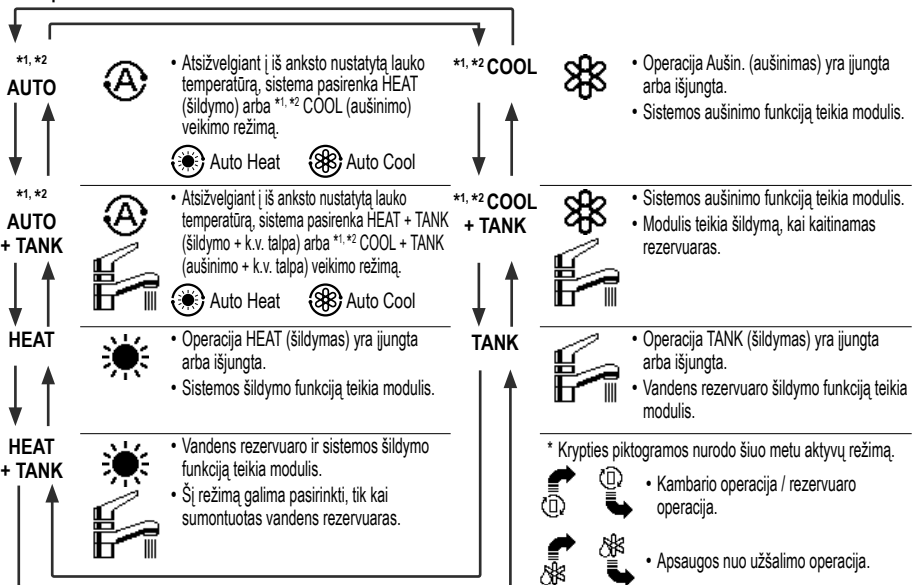 *1, *2
AUTO
• Atsižvelgiant į iš anksto nustatytą lauko
temperatūrą, sistema pasirenka HEAT
(šildymo) arba *1, *2 COOL (aušinimo)
veikimo režimą.
Auto Heat Auto Cool
*1, *2
AUTO
+ TANK
• Atsižvelgiant į iš anksto nustatytą lauko
temperatūrą, sistema pasirenka HEAT + TANK
(šildymo + k.v. talpa) arba *1, *2 COOL + TANK
(aušinimo + k.v. talpa) veikimo režimą.
Auto Heat Auto Cool
HEAT
• Operacija HEAT (šildymas) yra įjungta
arba išjungta.
• Sistemos šildymo funkciją teikia modulis.
HEAT
+ TANK
• Vandens rezervuaro ir sistemos šildymo
funkciją teikia modulis.
• Šį režimą galima pasirinkti, tik kai
sumontuotas vandens rezervuaras.
*1, *2 COOL
• Operacija Aušin. (aušinimas) yra įjungta
arba išjungta.
• Sistemos aušinimo funkciją teikia modulis.
*1, *2 COOL
+ TANK
• Sistemos aušinimo funkciją teikia modulis.
• Modulis teikia šildymą, kai kaitinamas
rezervuaras.
TANK
• Operacija TANK (šildymas) yra įjungta
arba išjungta.
• Vandens rezervuaro šildymo funkciją teikia
modulis.
* Krypties piktogramos nurodo šiuo metu aktyvų režimą.
• Kambario operacija / rezervuaro
operacija.
• Apsaugos nuo užšalimo operacija.